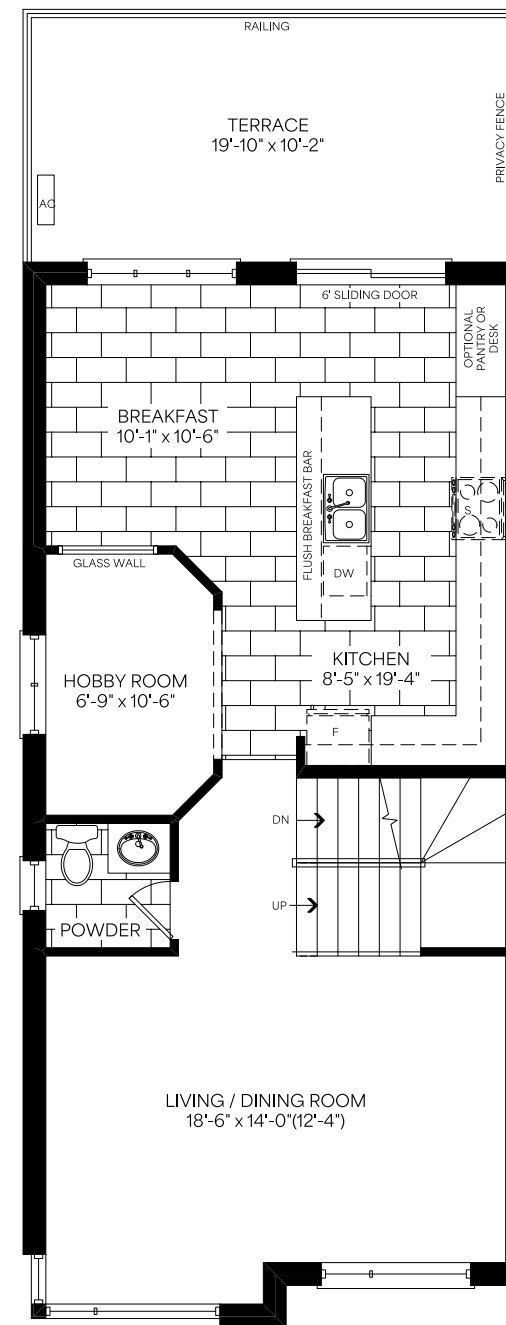 RAILING
TERRACE
19'-10" x 10'-2"
PRIVACY FENCE
AC
6' SLIDING DOOR
OPTIONAL
PANTRY OR
DESK
BREAKFAST
10'-1" x 10'-6"
FLUSH BREAKFAST BAR
S
GLASS WALL
DW
HOBBY ROOM
6'-9" x 10'-6"
KITCHEN
8'-5" x 19'-4"
F
DN
UP
POWDER
LIVING / DINING ROOM
18'-6" x 14'-0"(12'-4")